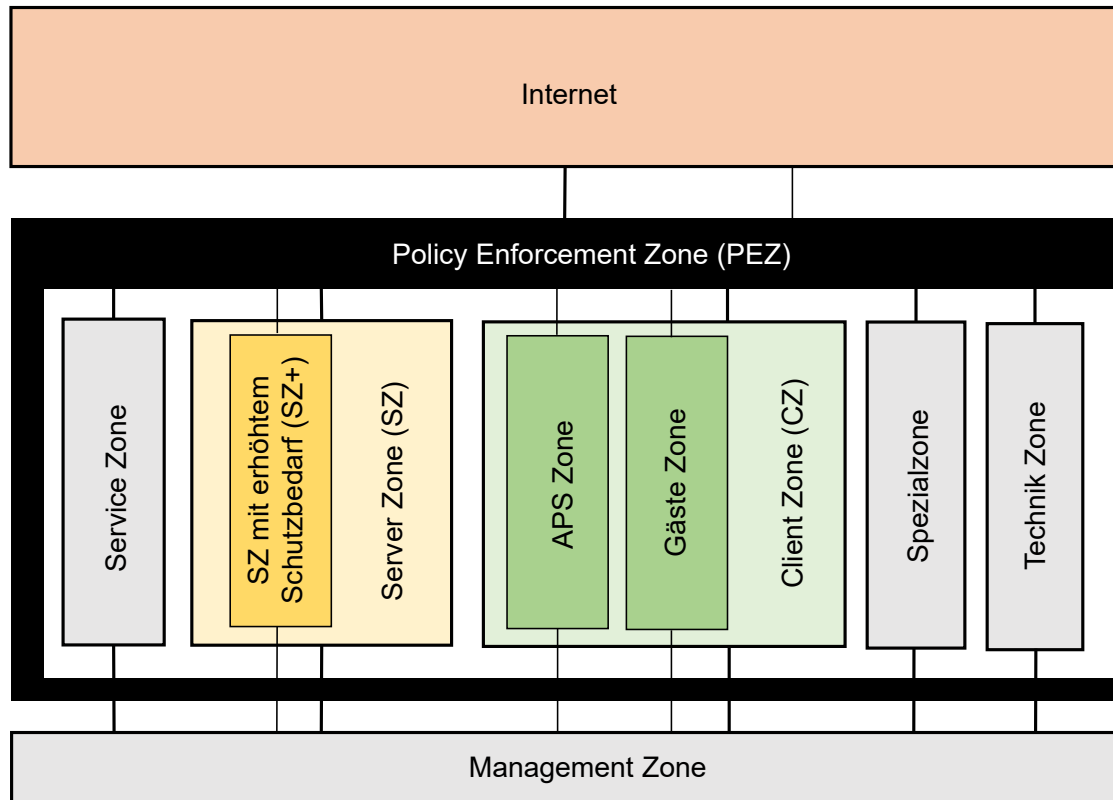 Internet
Policy Enforcement Zone (PEZ)
Service Zone
SZ mit erhöhtem
Schutzbedarf (SZ+)
Server Zone (SZ)
APS Zone
Gäste Zone
Client Zone (CZ)
Spezialzone
Technik Zone
Management Zone